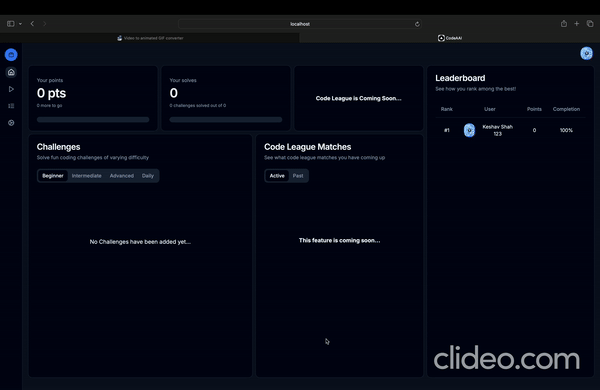 localhost
Video to animated GIF converter
CodeAAI
Your points
0 pts
0 more to go
Your solves
0
0 challenges solved out of 0
Code League is Coming Soon...
Leaderboard
See how you rank among the best!
Rank User Points Completion
#1 Keshav Shah 123 0 100%
Challenges
Solve fun coding challenges of varying difficulty
Beginner Intermediate Advanced Daily
No Challenges have been added yet...
Code League Matches
See what code league matches you have coming up
Active Past
This feature is coming soon...
clideo.com